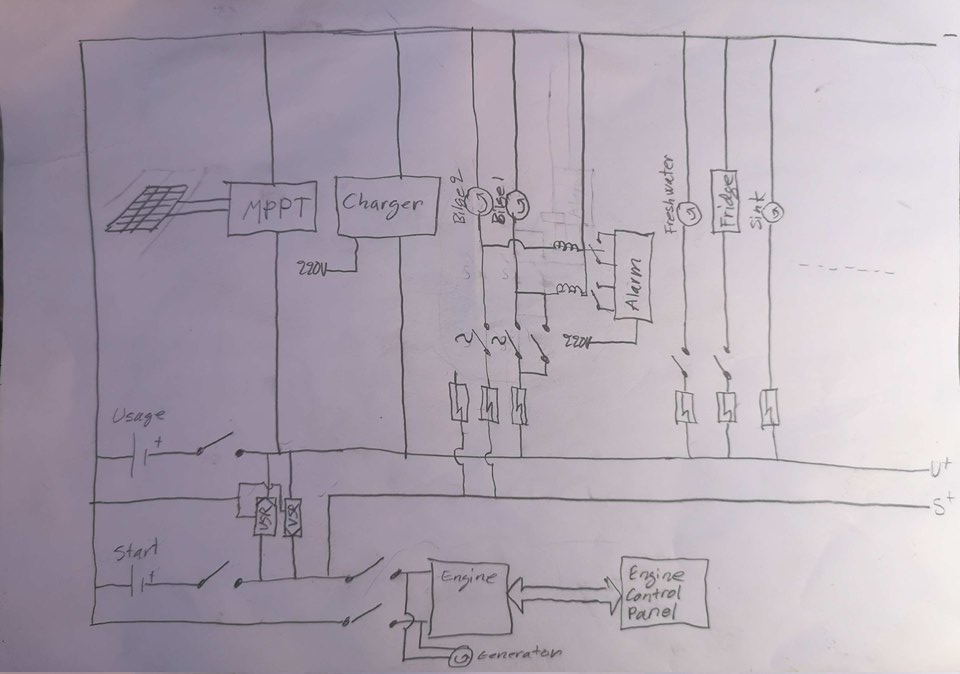 -
MPPT
Charger
220V
Bilge 2
Bilge 1
Alarm
220V
Freshwater
Fridge
Sink
Usage
+
U+
VSR
VSR
S+
Start
+
Engine
Engine
Control
Panel
Generator